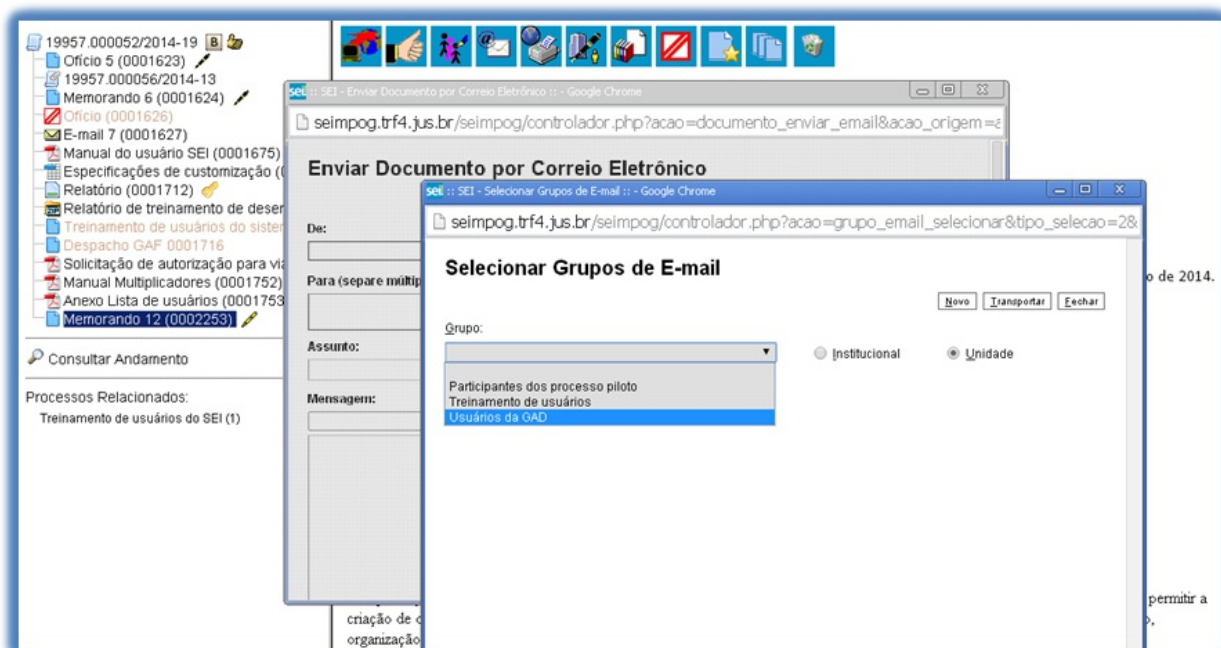 19957.000052/2014-19 B
Ofício 5 (0001623)
19957.000056/2014-13
Memorando 6 (0001624)
Ofício (0001626)
E-mail 7 (0001627)
Manual do usuário SEI (0001675)
Especificações de customização (
Relatório (0001712)
Relatório de treinamento de deser
Treinamento de usuários do sister
Despacho GAF 0001716
Solicitação de autorização para via
Manual Multiplicadores (0001752)
Anexo Lista de usuários (0001753
Memorando 12 (0002253)
Consultar Andamento
Processos Relacionados:
Treinamento de usuários do SEI (1)
sei :: SEI - Enviar Documento por Correio Eletrônico :: - Google Chrome
seimpog.trf4.jus.br/seimpog/controlador.php?acao=documento_enviar_email&acao_origem=a
Enviar Documento por Correio Eletrônico
De:
Para (separe múltip
Assunto:
Mensagem:
sei :: SEI - Selecionar Grupos de E-mail :: - Google Chrome
seimpog.trf4.jus.br/seimpog/controlador.php?acao=grupo_email_selecionar&tipo_selecao=2&
Selecionar Grupos de E-mail
Novo Transportar Fechar
Grupo:
Institucional Unidade
Participantes dos processo piloto
Treinamento de usuários
Usuários da GAD
o de 2014.
permitir a
criação de
organização